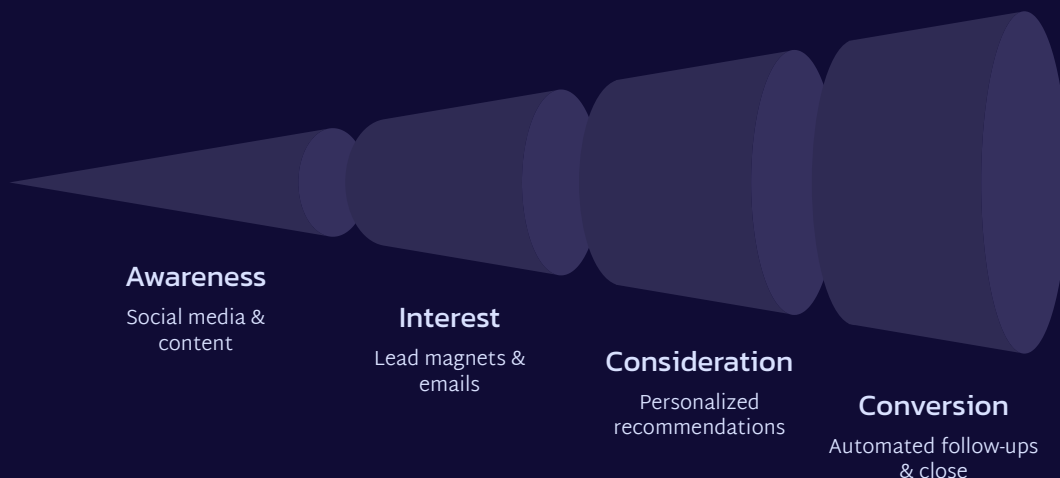 Awareness
Social media &
content
Interest
Lead magnets &
emails
Consideration
Personalized
recommendations
Conversion
Automated follow-ups
& close